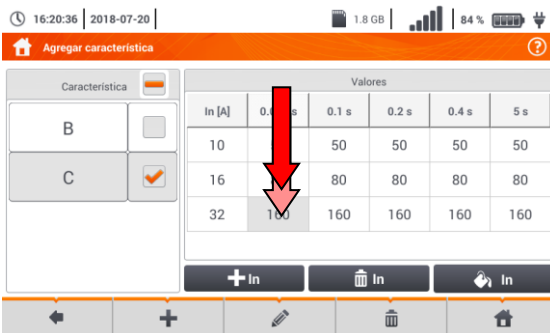 16:20:36 2018-07-20 1.8 GB 84 %
Agregar característica ?
Característica Valores
In [A] s 0.1 s 0.2 s 0.4 s 5 s
B
10 50 50 50 50
C
16 80 80 80 80
32 160 160 160 160 160
In In In